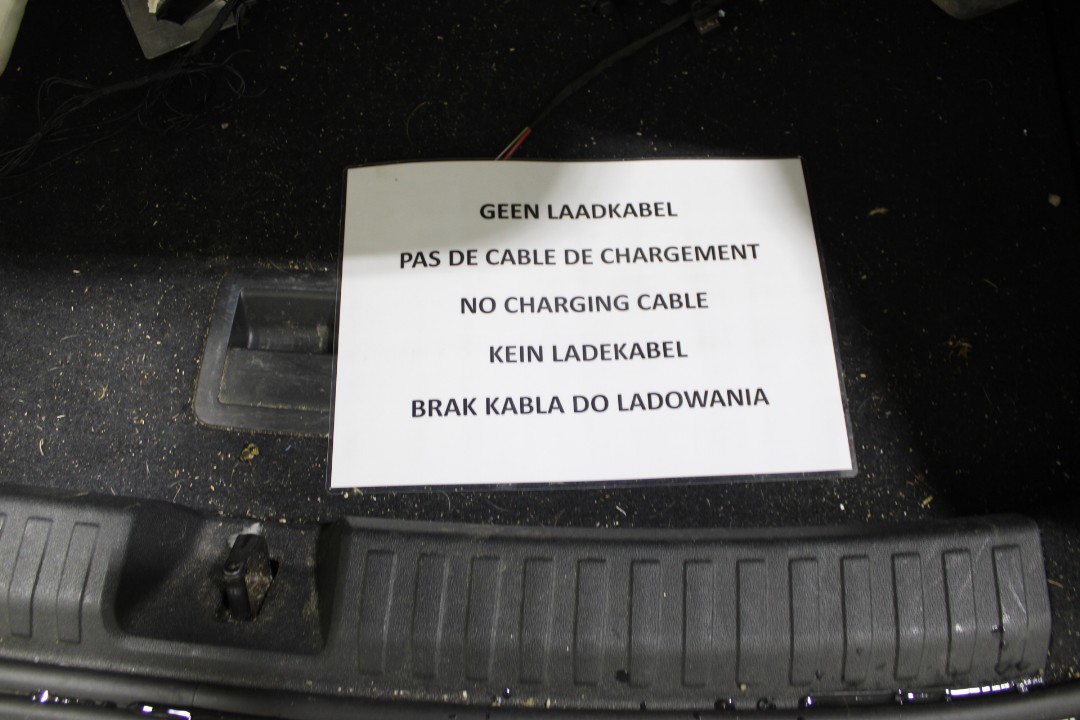 GEEN LAADKABEL
PAS DE CABLE DE CHARGEMENT
NO CHARGING CABLE
KEIN LADEKABEL
BRAK KABLA DO LADOWANIA